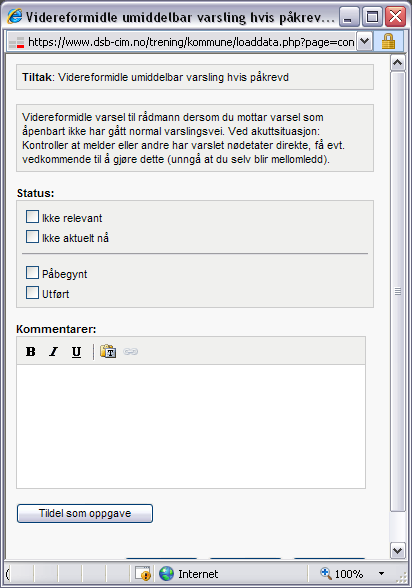 Videreformidle umiddelbar varsling hvis påkrev...
https://www.dsb-cim.no/trening/kommune/loaddata.php?page=con
Tiltak: Videreformidle umiddelbar varsling hvis påkrevd
Videreformidle varsel til rådmann dersom du mottar varsel som
åpenbart ikke har gått normal varslingsvei. Ved akuttsituasjon:
Kontroller at melder eller andre har varslet nødetater direkte, få evt.
vedkommende til å gjøre dette (unngå at du selv blir mellomledd).
Status:
Ikke relevant
Ikke aktuelt nå
Påbegynt
Utført
Kommentarer:
B I U
Tildel som oppgave
Internet 100%